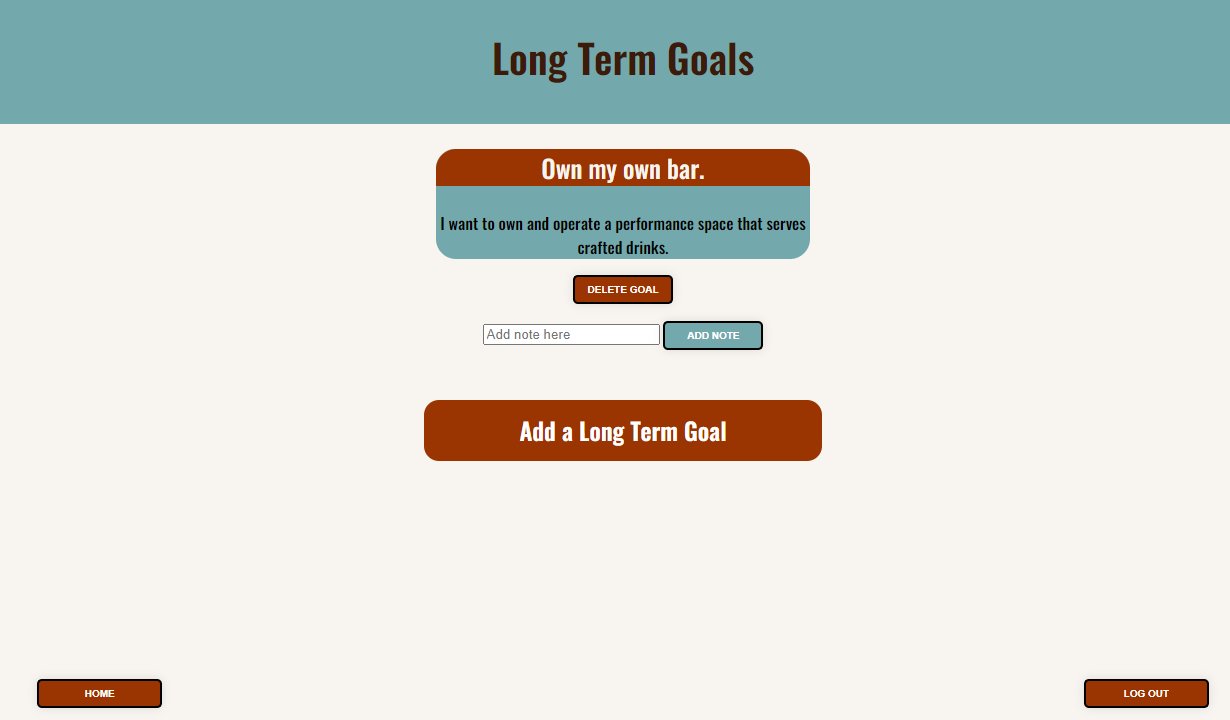 Long Term Goals
Own my own bar.
I want to own and operate a performance space that serves
crafted drinks.
DELETE GOAL
Add note here
ADD NOTE
Add a Long Term Goal
HOME
LOG OUT